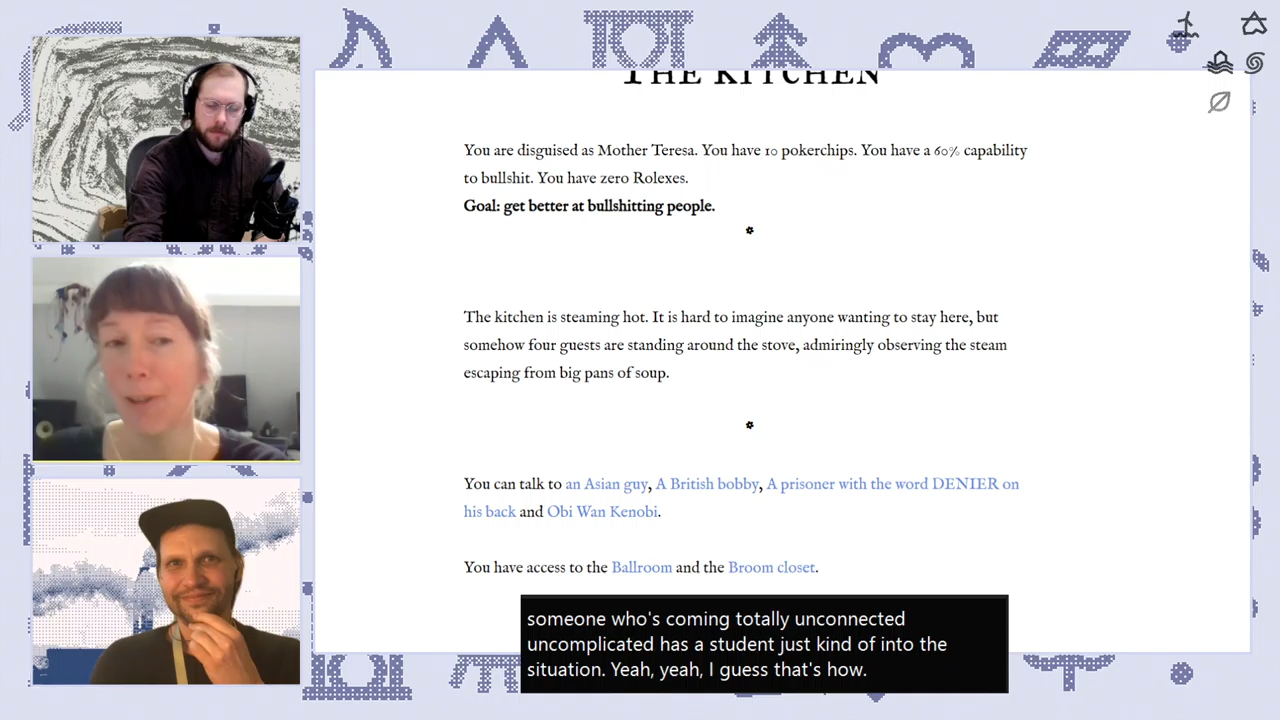 THE KITCHEN
You are disguised as Mother Teresa. You have 10 pokerchips. You have a 60% capability
to bullshit. You have zero Rolexes.
Goal: get better at bullshitting people.
The kitchen is steaming hot. It is hard to imagine anyone wanting to stay here, but
somehow four guests are standing around the stove, admiringly observing the steam
escaping from big pans of soup.
You can talk to an Asian guy, A British bobby, A prisoner with the word DENIER on
his back and Obi Wan Kenobi.
You have access to the Ballroom and the Broom closet.
someone who's coming totally unconnected
uncomplicated has a student just kind of into the
situation. Yeah, yeah, I guess that's how.